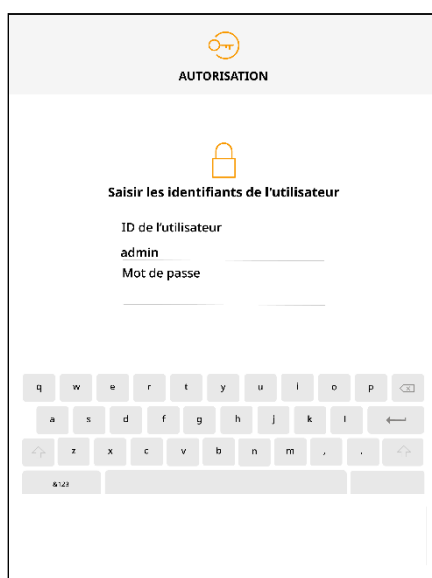 AUTORISATION
Saisir les identifiants de l'utilisateur
ID de l'utilisateur
admin
Mot de passe
q w e r t y u i o p
a s d f g h j k l
z x c v b n m , .
&123